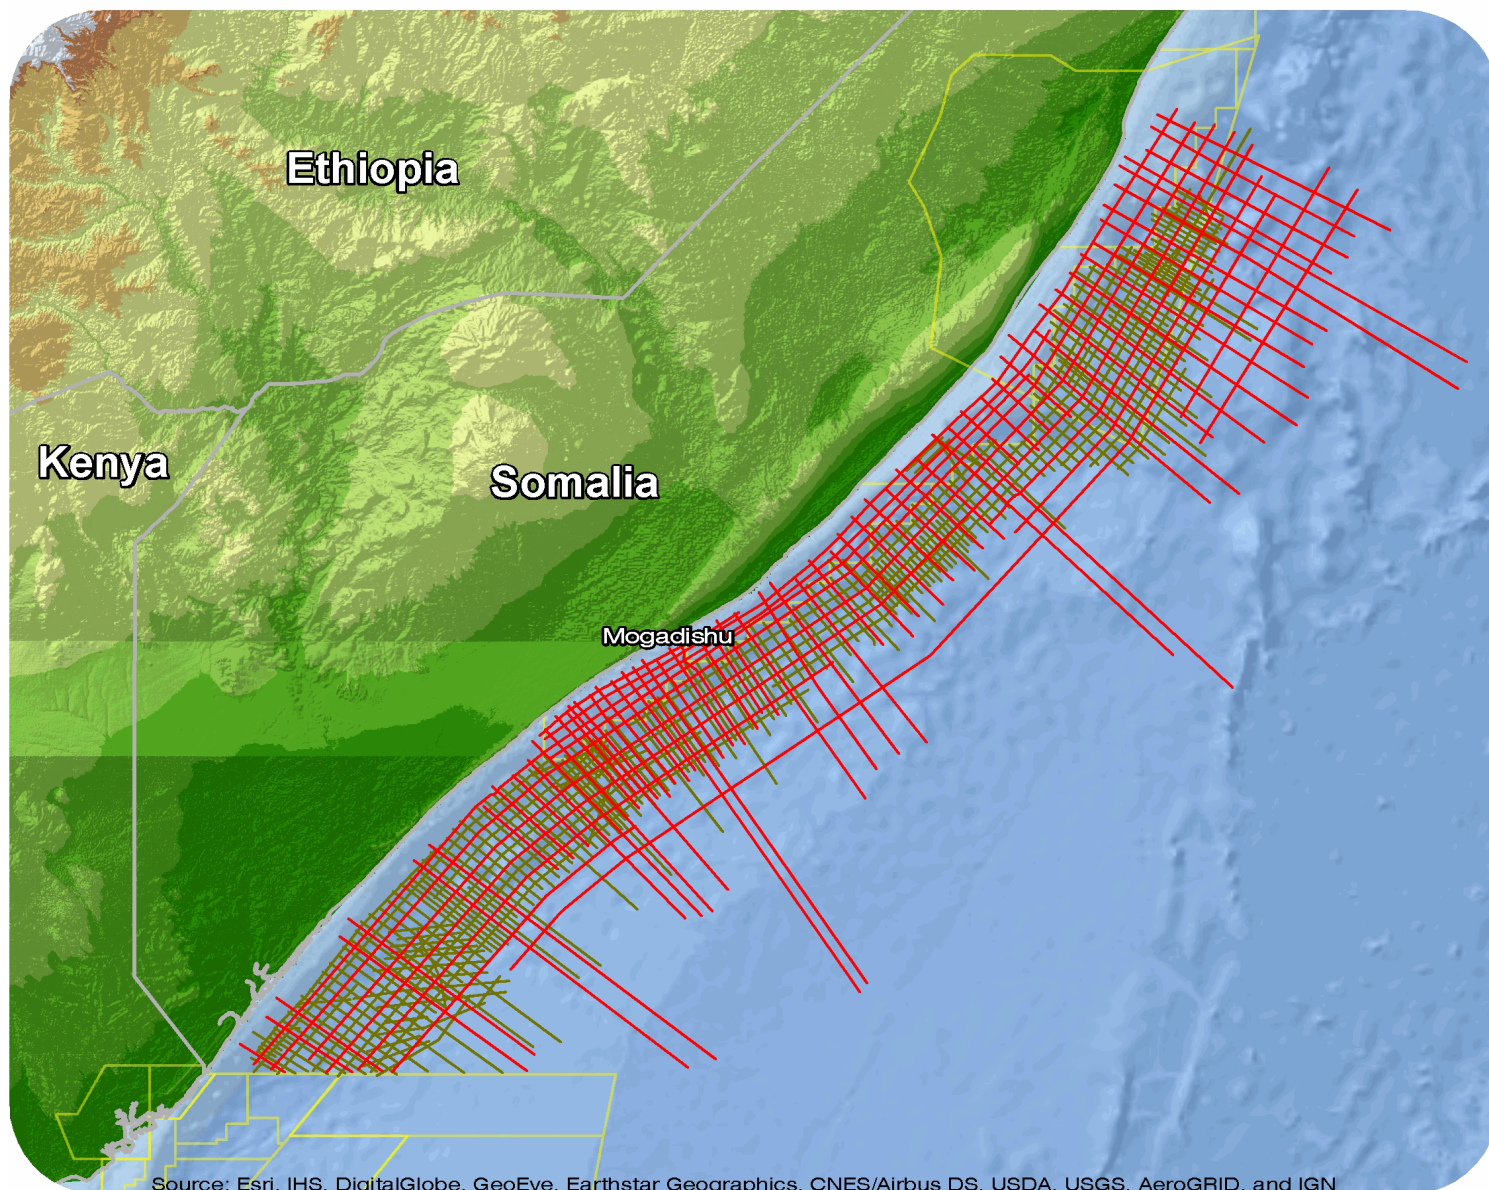 Ethiopia
Kenya
Somalia
Mogadishu
Source: Esri, IHS, DigitalGlobe, GeoEye, Earthstar Geographics, CNES/Airbus DS, USDA, USGS, AeroGRID, and IGN